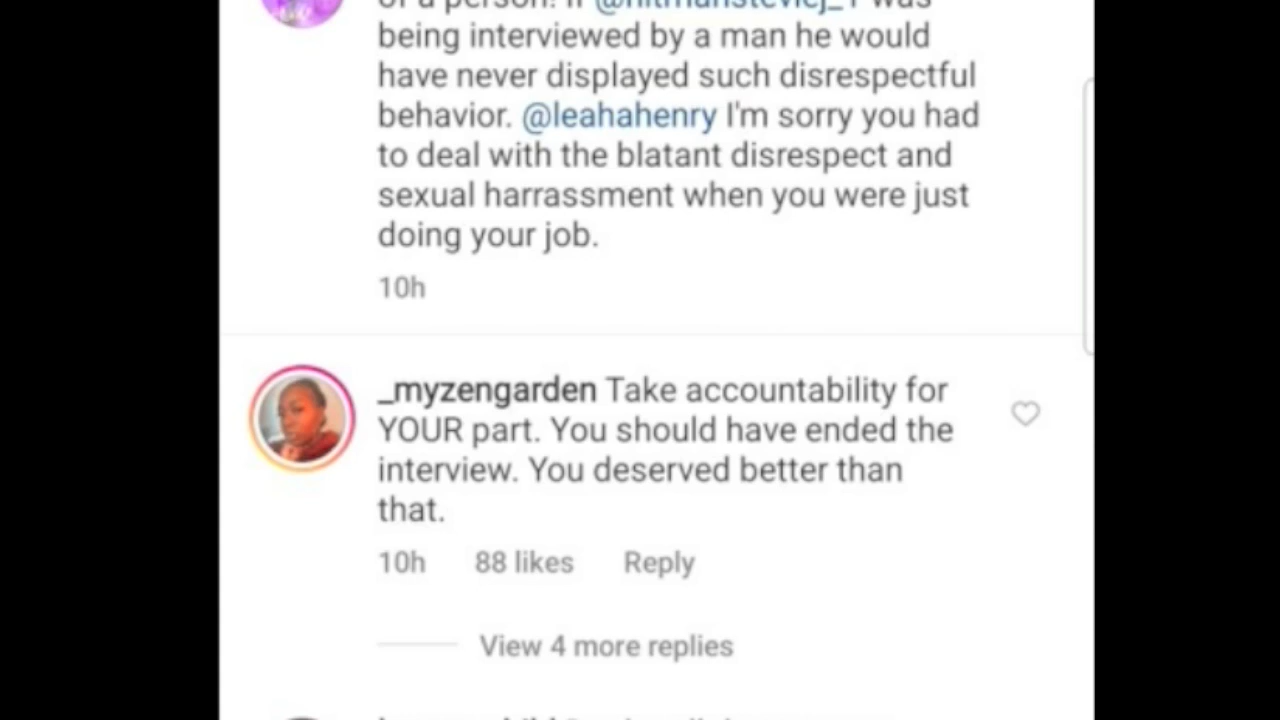 being interviewed by a man he would
have never displayed such disrespectful
behavior. @leahahenry I'm sorry you had
to deal with the blatant disrespect and
sexual harrassment when you were just
doing your job.
10h
_myzengarden Take accountability for
YOUR part. You should have ended the
interview. You deserved better than
that.
10h 88 likes Reply
View 4 more replies